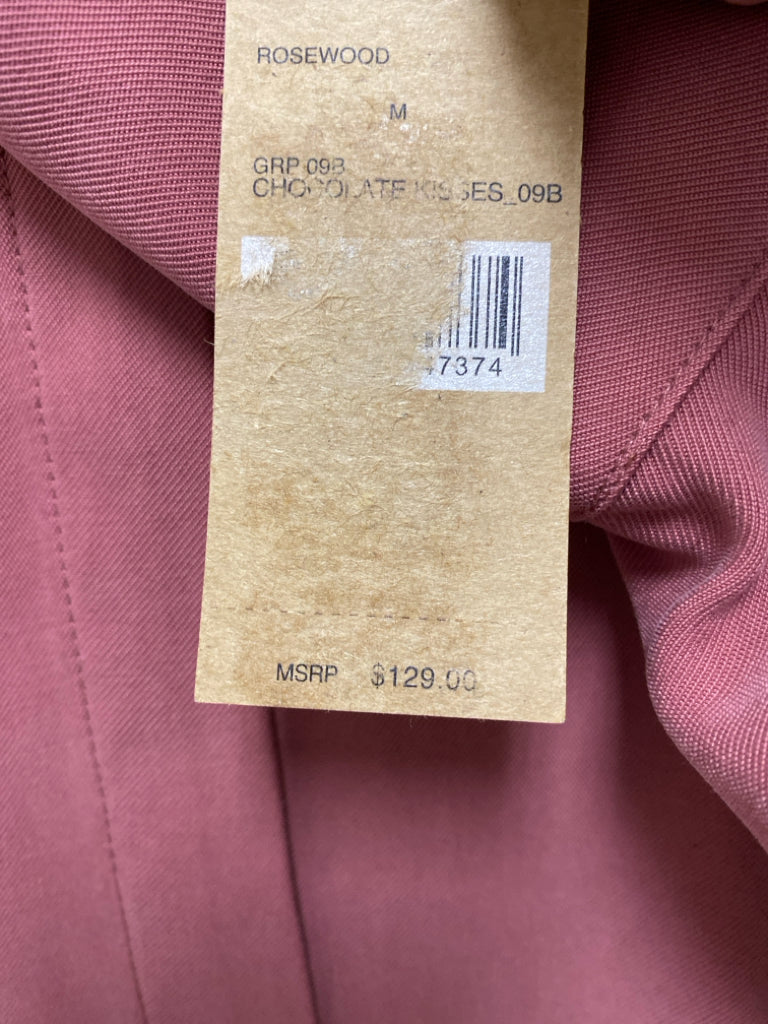 ROSEWOOD
M
GRP 09B
CHOCOLATE KISSES_09B
7374
MSRP $129.00